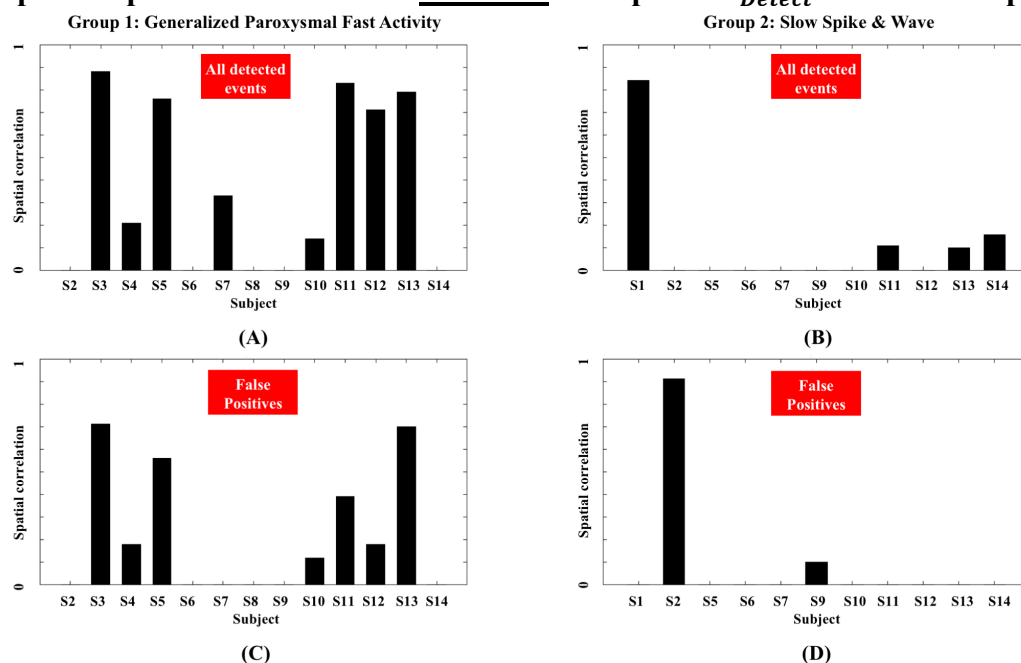 Detect
Group 1: Generalized Paroxysmal Fast Activity
Group 2: Slow Spike & Wave
1
Spatial correlation
0
All detected
events
S2 S3 S4 S5 S6 S7 S8 S9 S10 S11 S12 S13 S14
Subject
(A)
1
Spatial correlation
0
All detected
events
S1 S2 S5 S6 S7 S9 S10 S11 S12 S13 S14
Subject
(B)
1
Spatial correlation
0
False
Positives
S2 S3 S4 S5 S6 S7 S8 S9 S10 S11 S12 S13 S14
Subject
(C)
1
Spatial correlation
0
False
Positives
S1 S2 S5 S6 S7 S9 S10 S11 S12 S13 S14
Subject
(D)